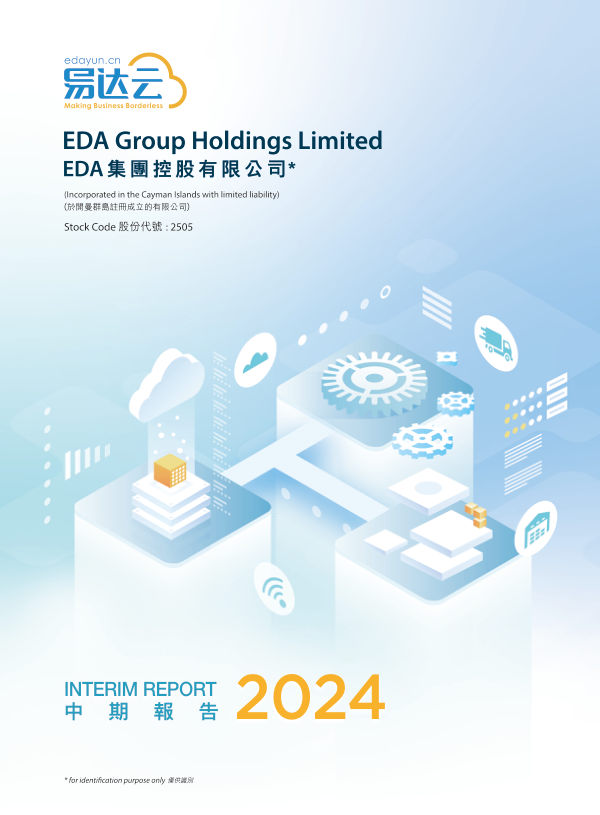 edayun.cn
易达云
Making Business Borderless
EDA Group Holdings Limited
EDA集團控股有限公司*
(Incorporated in the Cayman Islands with limited liability)
(於開曼群島註冊成立的有限公司)
Stock Code 股份代號 : 2505
INTERIM REPORT
中期報告
2024
* for identification purpose only 僅供識別